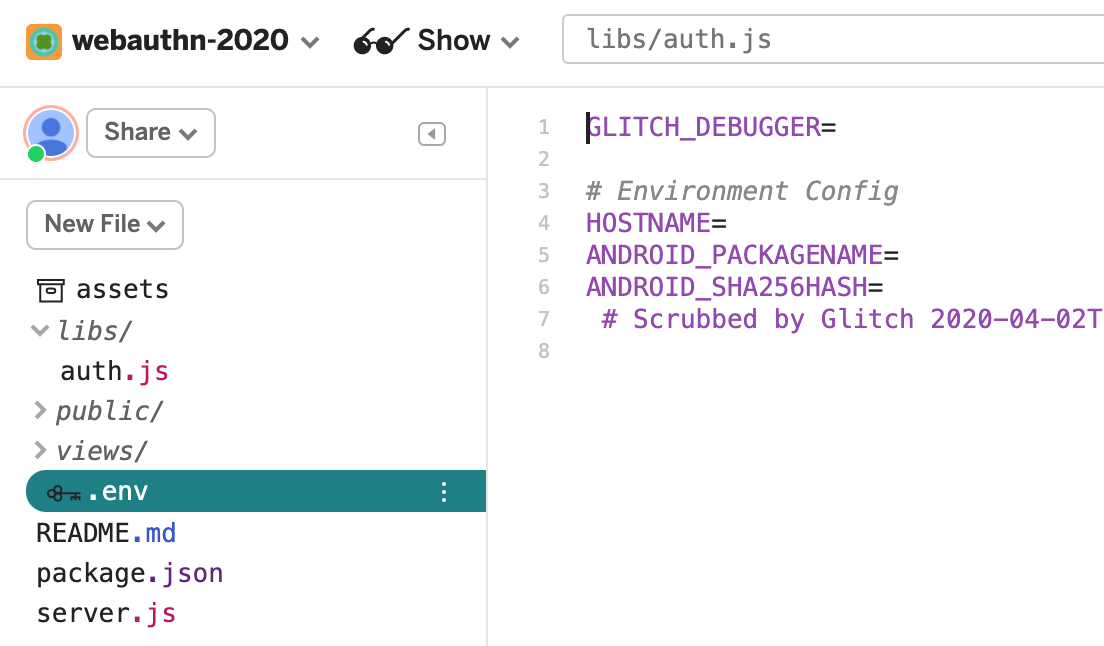 webauthn-2020 Show libs/auth.js
Share
New File
assets
libs/
auth.js
public/
views/
.env
README.md
package.json
server.js
1 GLITCH_DEBUGGER=
2
3 # Environment Config
4 HOSTNAME=
5 ANDROID_PACKAGENAME=
6 ANDROID_SHA256HASH=
7 # Scrubbed by Glitch 2020-04-02T
8